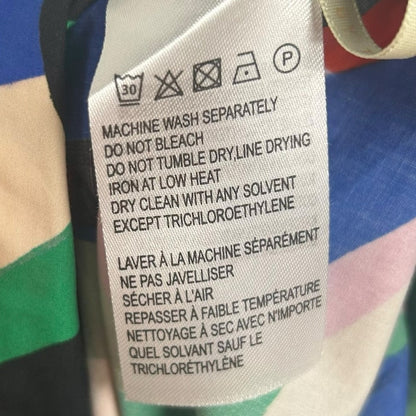 30 P
MACHINE WASH SEPARATELY
DO NOT BLEACH
DO NOT TUMBLE DRY,LINE DRYING
IRON AT LOW HEAT
DRY CLEAN WITH ANY SOLVENT
EXCEPT TRICHLOROETHYLENE
LAVER À LA MACHINE SÉPARÉMENT
NE PAS JAVELLISER
SÉCHER À L'AIR
REPASSER À FAIBLE TEMPÉRATURE
NETTOYAGE À SEC AVEC N'IMPORTE
QUEL SOLVANT SAUF LE
TRICHLORÉTHYLÈNE